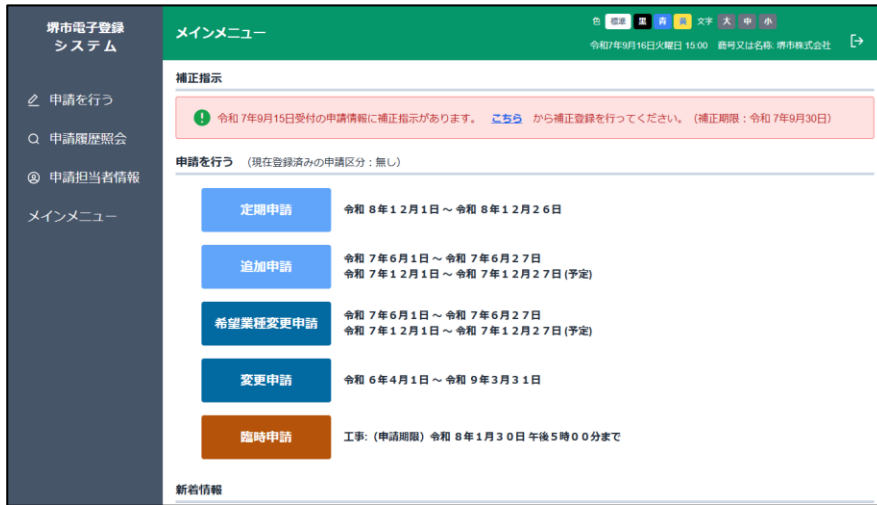 堺市電子登録
システム
申請を行う
申請履歴照会
申請担当者情報
メインメニュー
メインメニュー
色 標準 黒 青 黄 文字 大 中 小
令和7年9月16日火曜日 15:00 商号又は名称: 堺市株式会社
補正指示
令和 7年9月15日受付の申請情報に補正指示があります。 こちら から補正登録を行ってください。（補正期限：令和 7年9月30日）
申請を行う （現在登録済みの申請区分：無し）
定期申請 令和 8年12月1日～令和 8年12月26日
追加申請 令和 7年6月1日～令和 7年6月27日
令和 7年12月1日～令和 7年12月27日(予定)
希望業種変更申請 令和 7年6月1日～令和 7年6月27日
令和 7年12月1日～令和 7年12月27日(予定)
変更申請 令和 6年4月1日～令和 9年3月31日
臨時申請 工事:（申請期限）令和 8年1月30日午後5時00分まで
新着情報